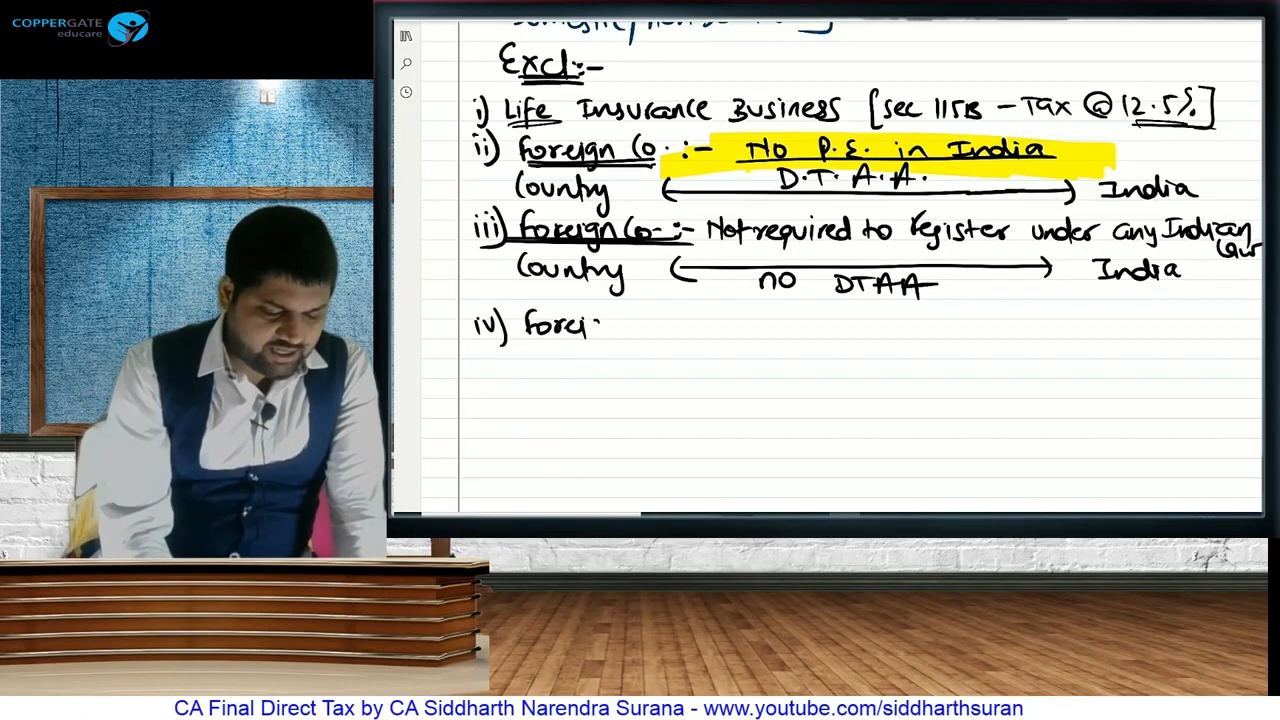 COPPERGATE
educare
Excl:-
i) Life Insurance Business [Sec 115B - Tax @ 12.5%]
ii) Foreign Co. :- No P.E. in India
Country D.T.A.A. India
iii) Foreign Co- :- Not required to register under any Indian Law
Country no DTAA India
iv) Forei
CA Final Direct Tax by CA Siddharth Narendra Surana - www.youtube.com/siddharthsuran